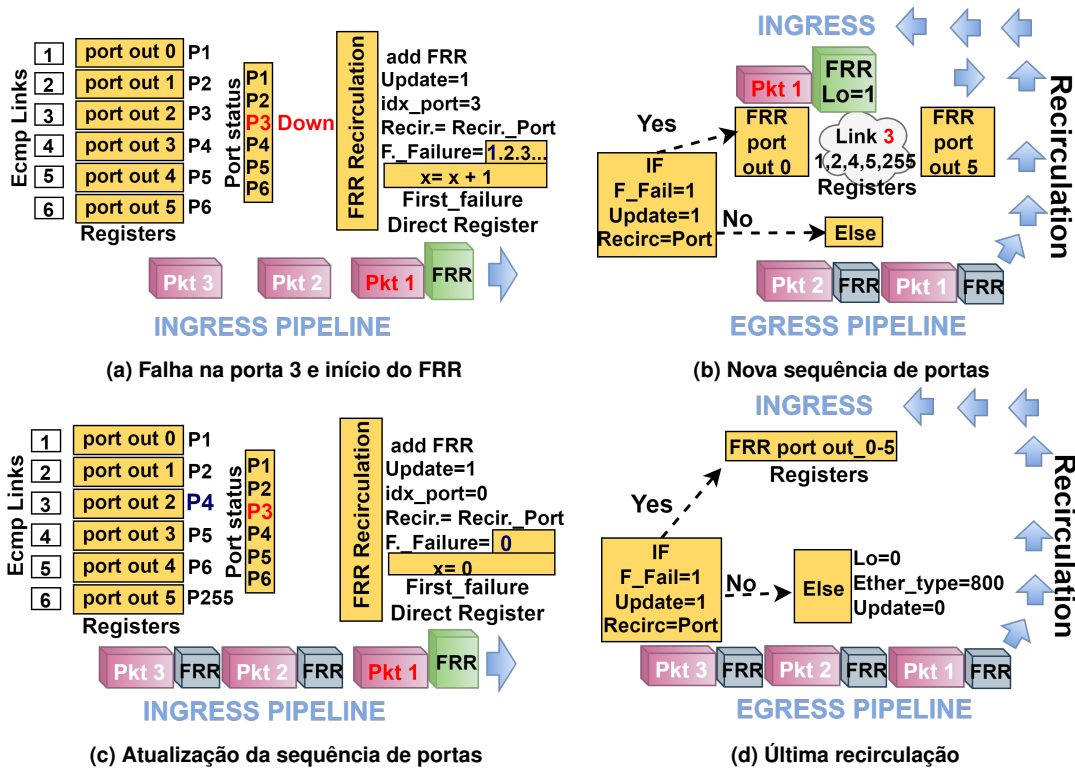 Ecmp Links
1
2
3
4
5
6
port out 0
port out 1
port out 2
port out 3
port out 4
port out 5
P1
P2
P3
P4
P5
P6
Registers
Port status
P1
P2
P3
P4
P5
P6
Down
FRR Recirculation
add FRR
Update=1
idx_port=3
Recir.= Recir._Port
F._Failure= 1.2.3...
x= x + 1
First_failure
Direct Register
Pkt 3
Pkt 2
Pkt 1
FRR
INGRESS PIPELINE
(a) Falha na porta 3 e início do FRR
INGRESS
Recirculation
Pkt 1
FRR
Lo=1
Yes
FRR
port
out 0
Link 3
1,2,4,5,255
Registers
FRR
port
out 5
IF
F_Fail=1
Update=1
Recirc=Port
No
Else
Pkt 2
FRR
Pkt 1
FRR
EGRESS PIPELINE
(b) Nova sequência de portas
Ecmp Links
1
2
3
4
5
6
port out 0
port out 1
port out 2
port out 3
port out 4
port out 5
P1
P2
P4
P5
P6
P255
Registers
Port status
P1
P2
P3
P4
P5
P6
FRR Recirculation
add FRR
Update=1
idx_port=0
Recir.= Recir._Port
F._Failure= 0
x= 0
First_failure
Direct Register
Pkt 3
FRR
Pkt 2
FRR
Pkt 1
FRR
INGRESS PIPELINE
(c) Atualização da sequência de portas
INGRESS
Recirculation
FRR port out_0-5
Registers
Yes
IF
F_Fail=1
Update=1
Recirc=Port
No
Else
Lo=0
Ether_type=800
Update=0
Pkt 3
FRR
Pkt 2
FRR
Pkt 1
FRR
EGRESS PIPELINE
(d) Última recirculação